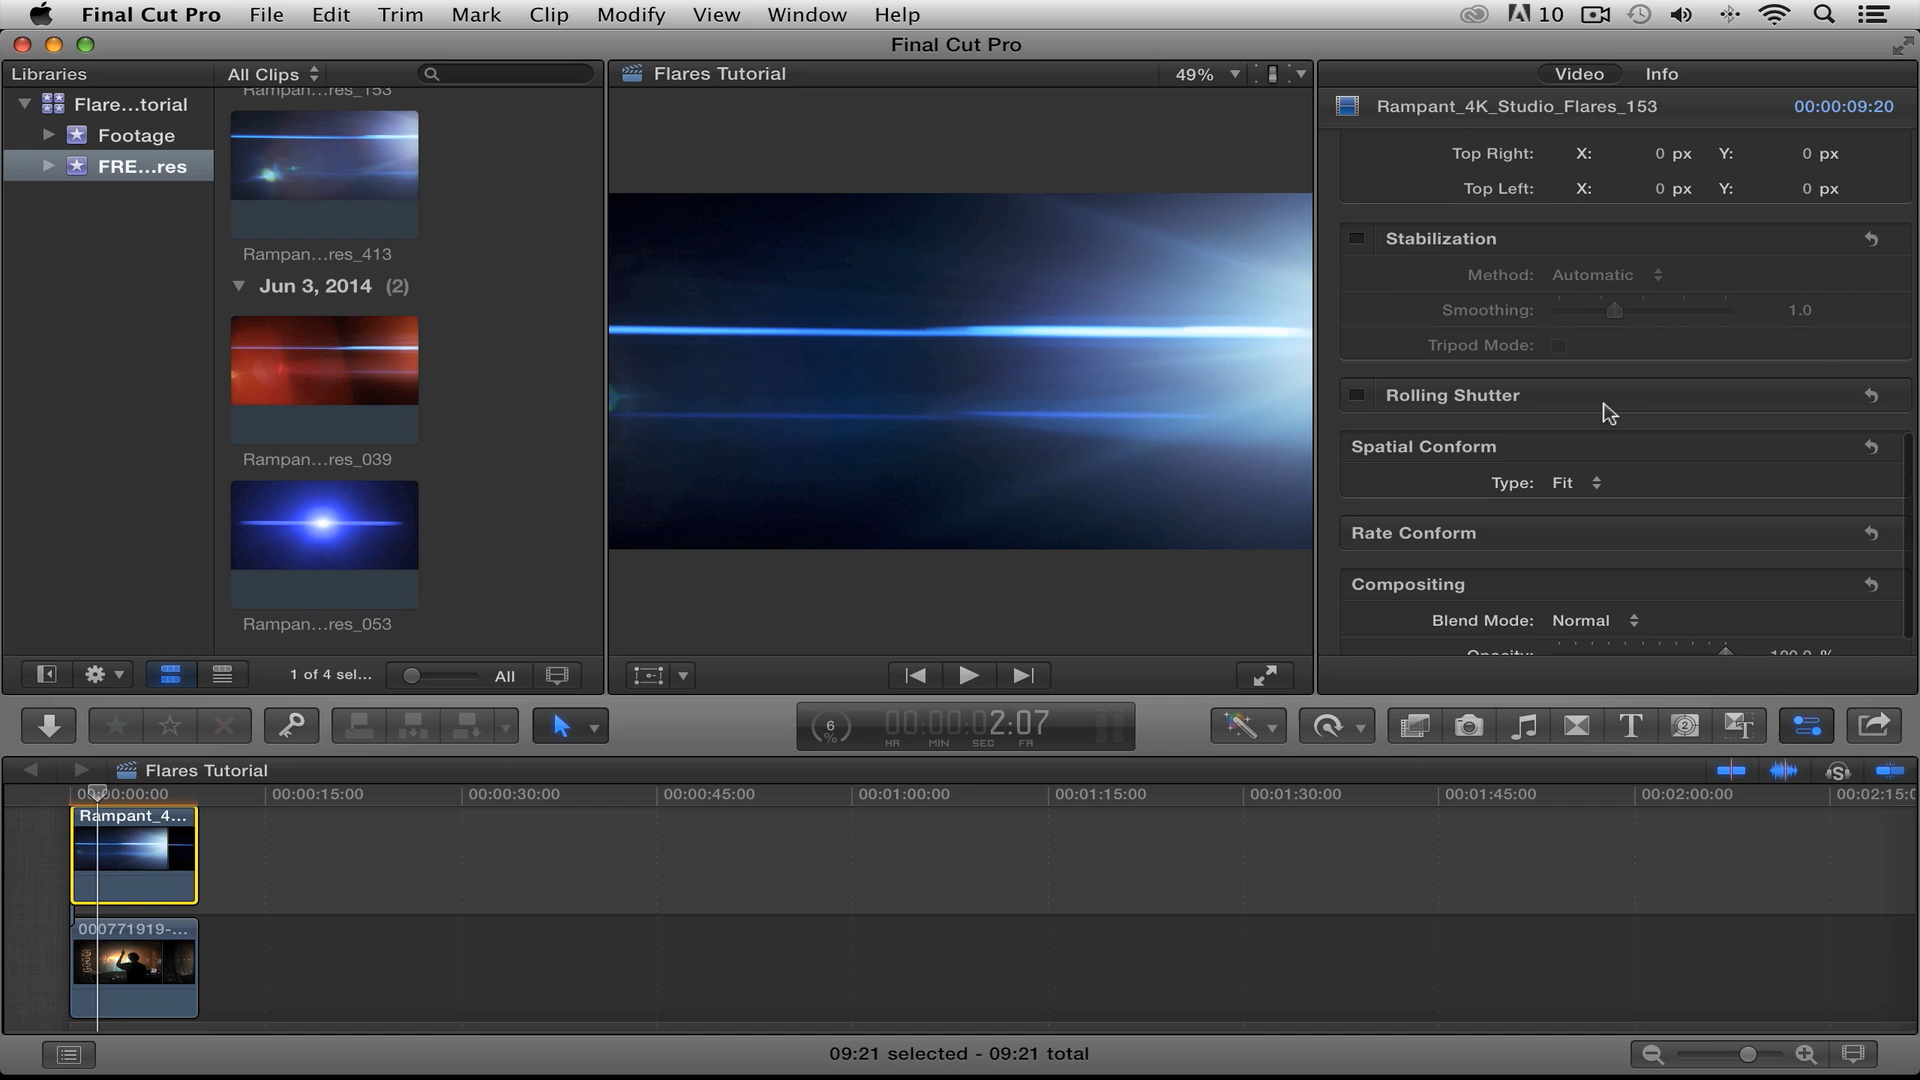 Final Cut Pro File Edit Trim Mark Clip Modify View Window Help 10
Final Cut Pro
Libraries
Flare...torial
Footage
FRE...res
All Clips
Rampan...res_153
Rampan...res_413
Jun 3, 2014 (2)
Rampan...res_039
Rampan...res_053
1 of 4 sel... All
Flares Tutorial 49%
Video Info
Rampant_4K_Studio_Flares_153 00:00:09:20
Top Right: X: 0 px Y: 0 px
Top Left: X: 0 px Y: 0 px
Stabilization
Method: Automatic
Smoothing: 1.0
Tripod Mode:
Rolling Shutter
Spatial Conform
Type: Fit
Rate Conform
Compositing
Blend Mode: Normal
Opacity: 100.0 %
6 % 00:00:02:07
HR MIN SEC FR
T
Flares Tutorial S
00:00:00:00 00:00:15:00 00:00:30:00 00:00:45:00 00:01:00:00 00:01:15:00 00:01:30:00 00:01:45:00 00:02:00:00 00:02:15:0
Rampant_4...
000771919-...
09:21 selected - 09:21 total